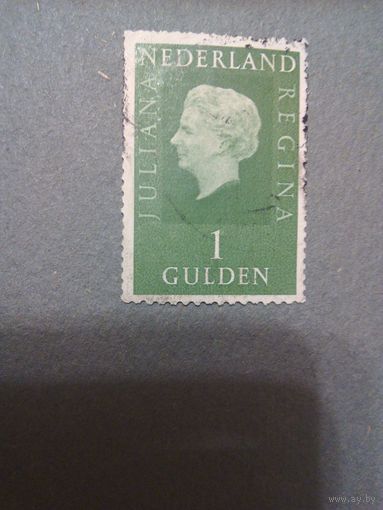 NEDERLAND
JULIANA
REGINA
1
GULDEN
www.ay.by